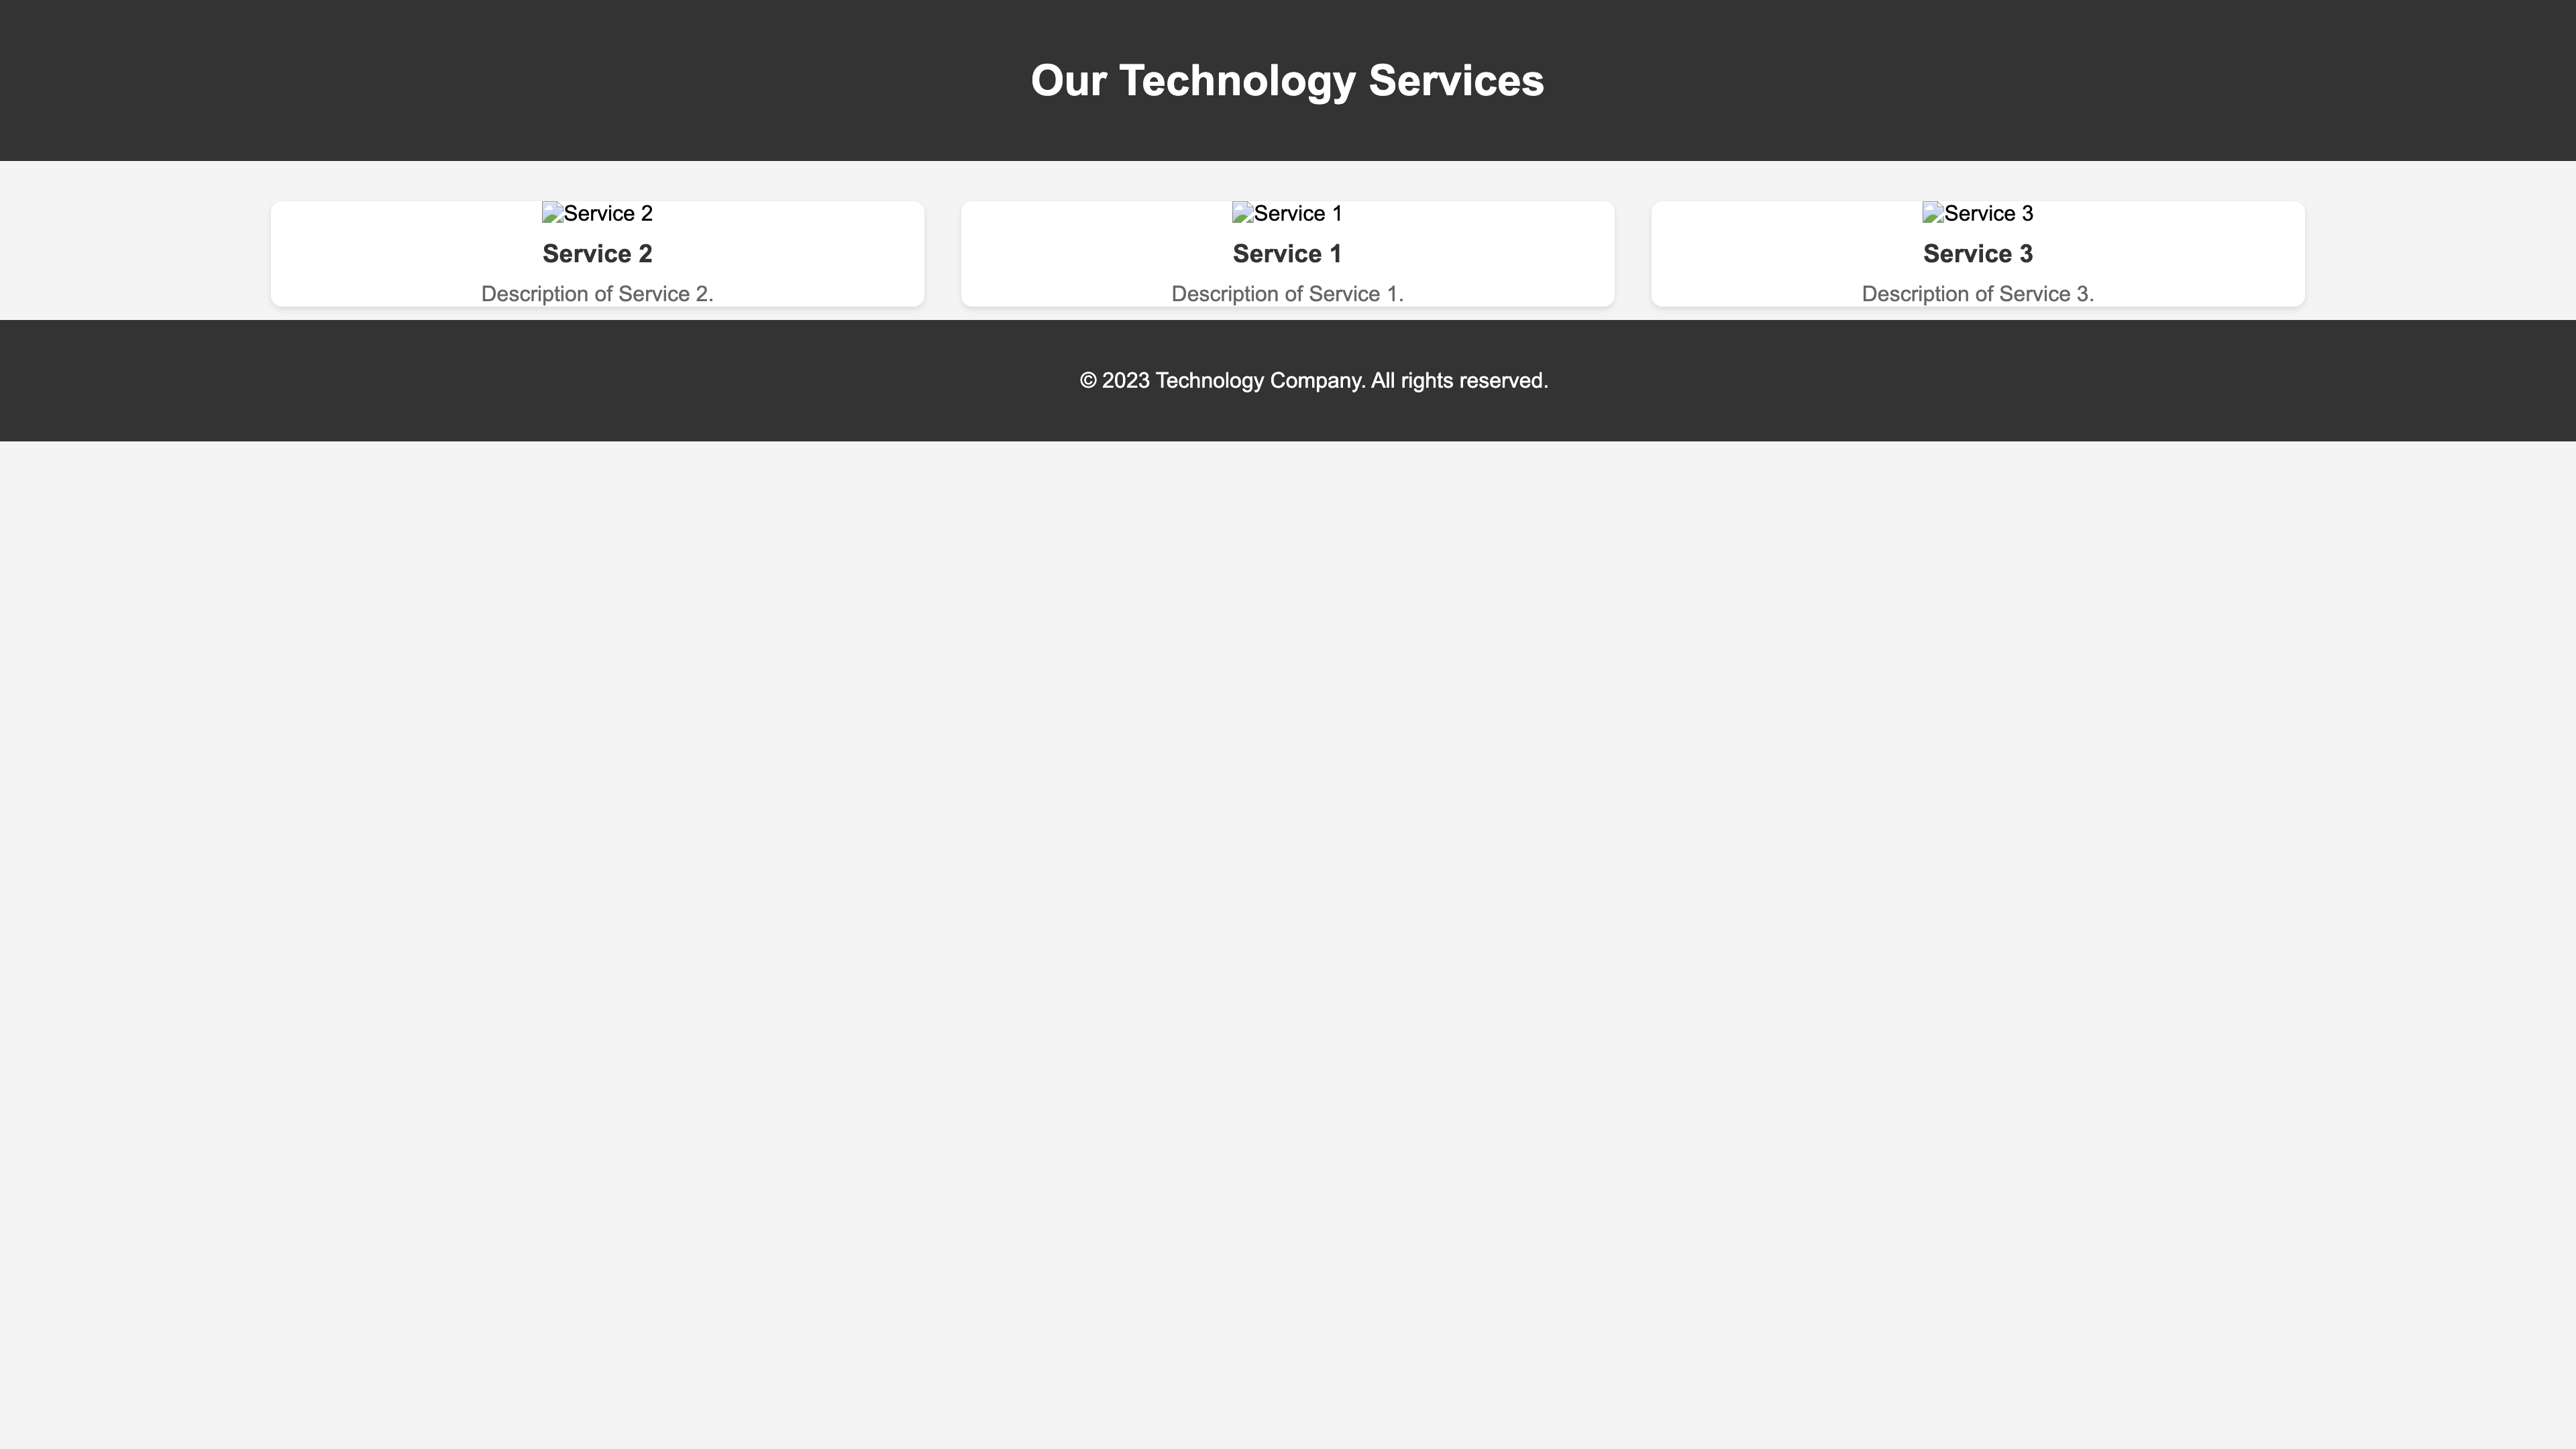 Our Technology Services
Service 2
Service 2
Description of Service 2.
Service 1
Service 1
Description of Service 1.
Service 3
Service 3
Description of Service 3.
© 2023 Technology Company. All rights reserved.